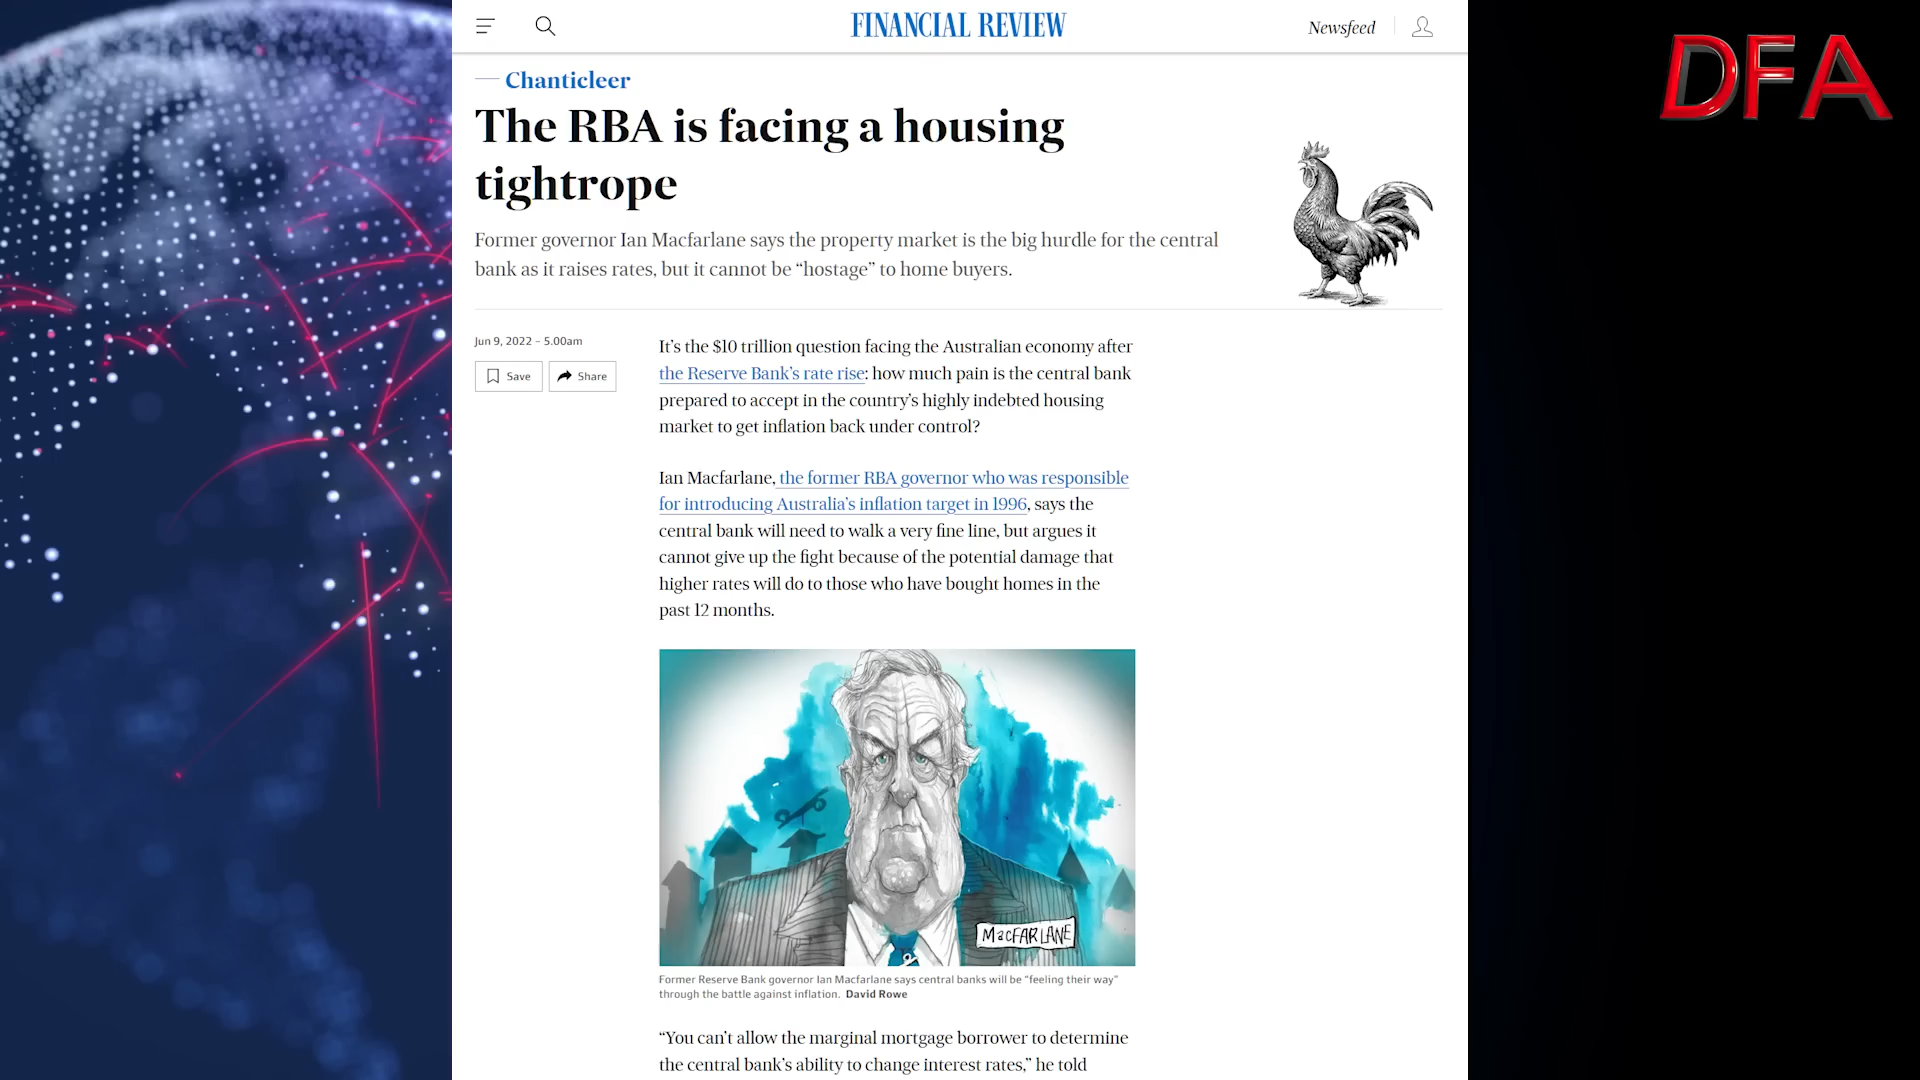 FINANCIAL REVIEW
Newsfeed
DFA
Chanticleer
The RBA is facing a housing
tightrope
Former governor Ian Macfarlane says the property market is the big hurdle for the central
bank as it raises rates, but it cannot be “hostage” to home buyers.
Jun 9, 2022 – 5.00am
Save
Share
It’s the $10 trillion question facing the Australian economy after
the Reserve Bank’s rate rise: how much pain is the central bank
prepared to accept in the country’s highly indebted housing
market to get inflation back under control?
Ian Macfarlane, the former RBA governor who was responsible
for introducing Australia’s inflation target in 1996, says the
central bank will need to walk a very fine line, but argues it
cannot give up the fight because of the potential damage that
higher rates will do to those who have bought homes in the
past 12 months.
MacFARLANE
Former Reserve Bank governor Ian Macfarlane says central banks will be “feeling their way”
through the battle against inflation. David Rowe
“You can’t allow the marginal mortgage borrower to determine
the central bank’s ability to change interest rates,” he told